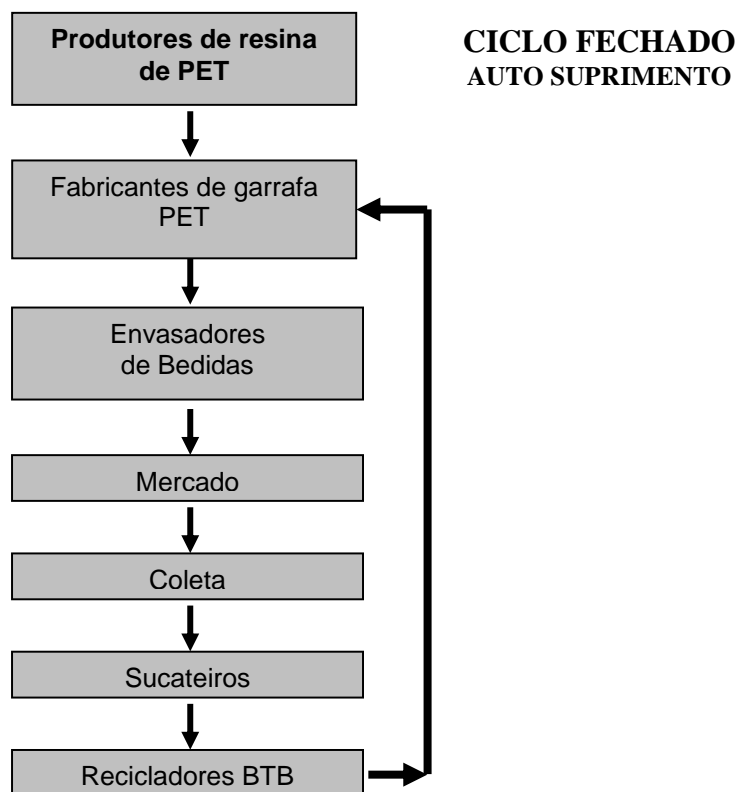 Produtores de resina
de PET
CICLO FECHADO
AUTO SUPRIMENTO
Fabricantes de garrafa
PET
Envasadores
de Bedidas
Mercado
Coleta
Sucateiros
Recicladores BTB